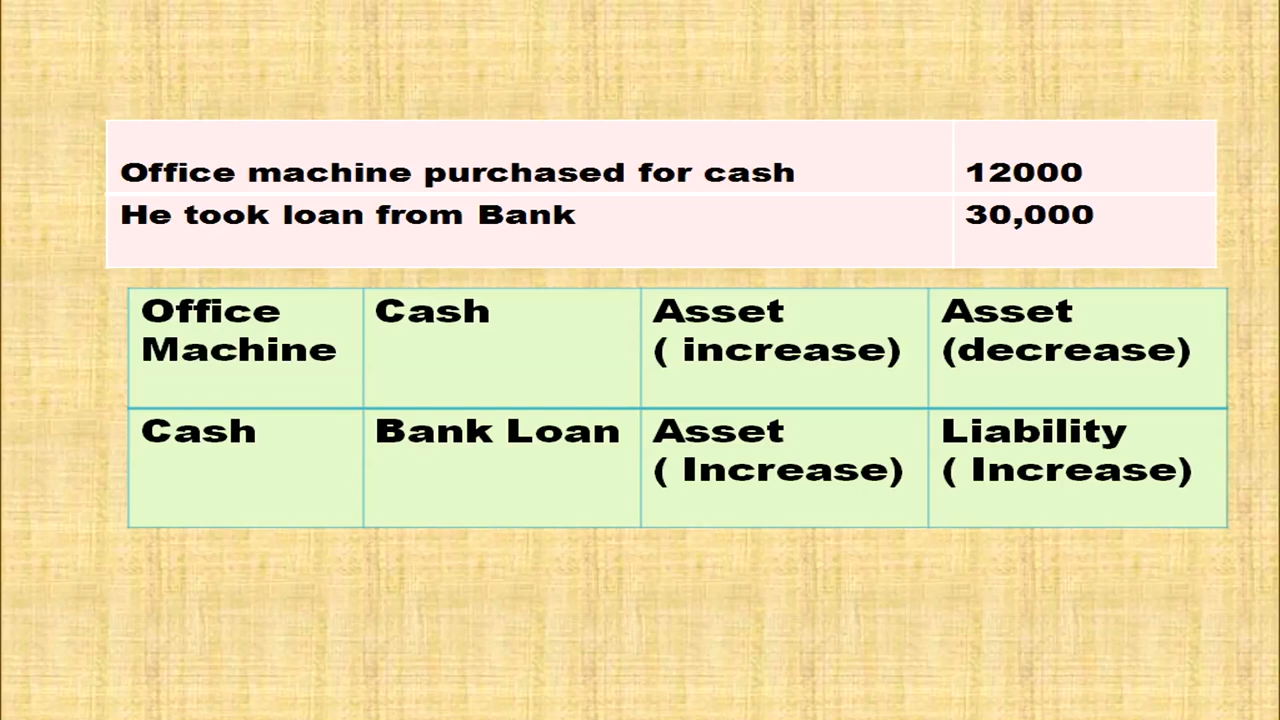 Office machine purchased for cash 12000
He took loan from Bank 30,000
Office Cash Asset Asset
Machine ( increase) (decrease)
Cash Bank Loan Asset Liability
( Increase) ( Increase)